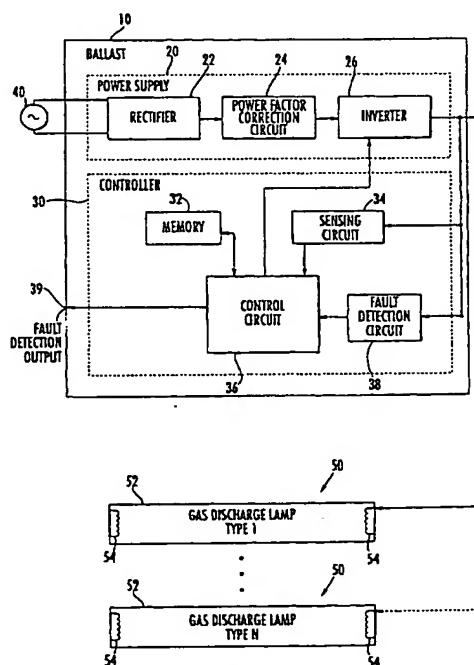 10
BALLAST
20
POWER SUPPLY
22
24
26
40
RECTIFIER
POWER FACTOR
CORRECTION
CIRCUIT
INVERTER
CONTROLLER
30
32
34
MEMORY
SENSING
CIRCUIT
39
FAULT
DETECTION
OUTPUT
CONTROL
CIRCUIT
FAULT
DETECTION
CIRCUIT
36
38
52
50
GAS DISCHARGE LAMP
TYPE 1
54
54
52
50
GAS DISCHARGE LAMP
TYPE N
54
54